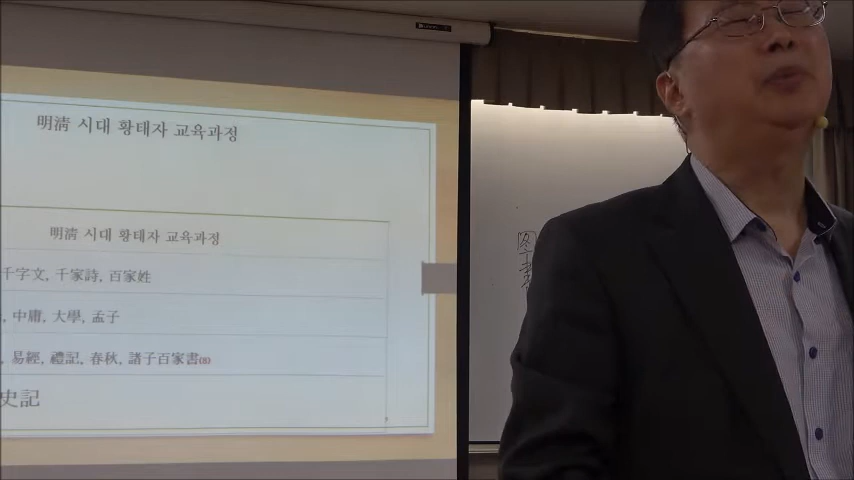 明淸 시대 황태자 교육과정
明淸 시대 황태자 교육과정
千字文, 千家詩, 百家姓
, 中庸, 大學, 孟子
, 易經, 禮記, 春秋, 諸子百家書
史記